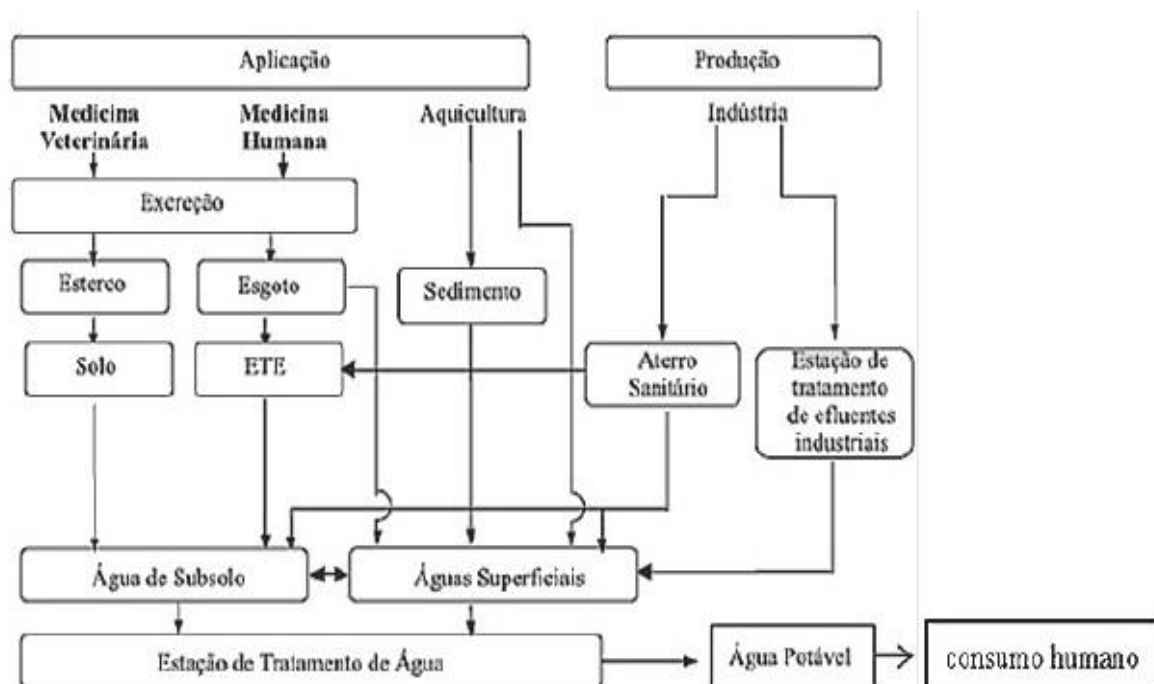 Aplicação
Produção
Medicina
Veterinária
Medicina
Humana
Aquicultura
Indústria
Excreção
Esterco
Esgoto
Sedimento
Solo
ETE
Aterro
Sanitário
Estação de
tratamento
de efluentes
industriais
Água de Subsolo
Águas Superficiais
Estação de Tratamento de Água
Água Potável
consumo humano